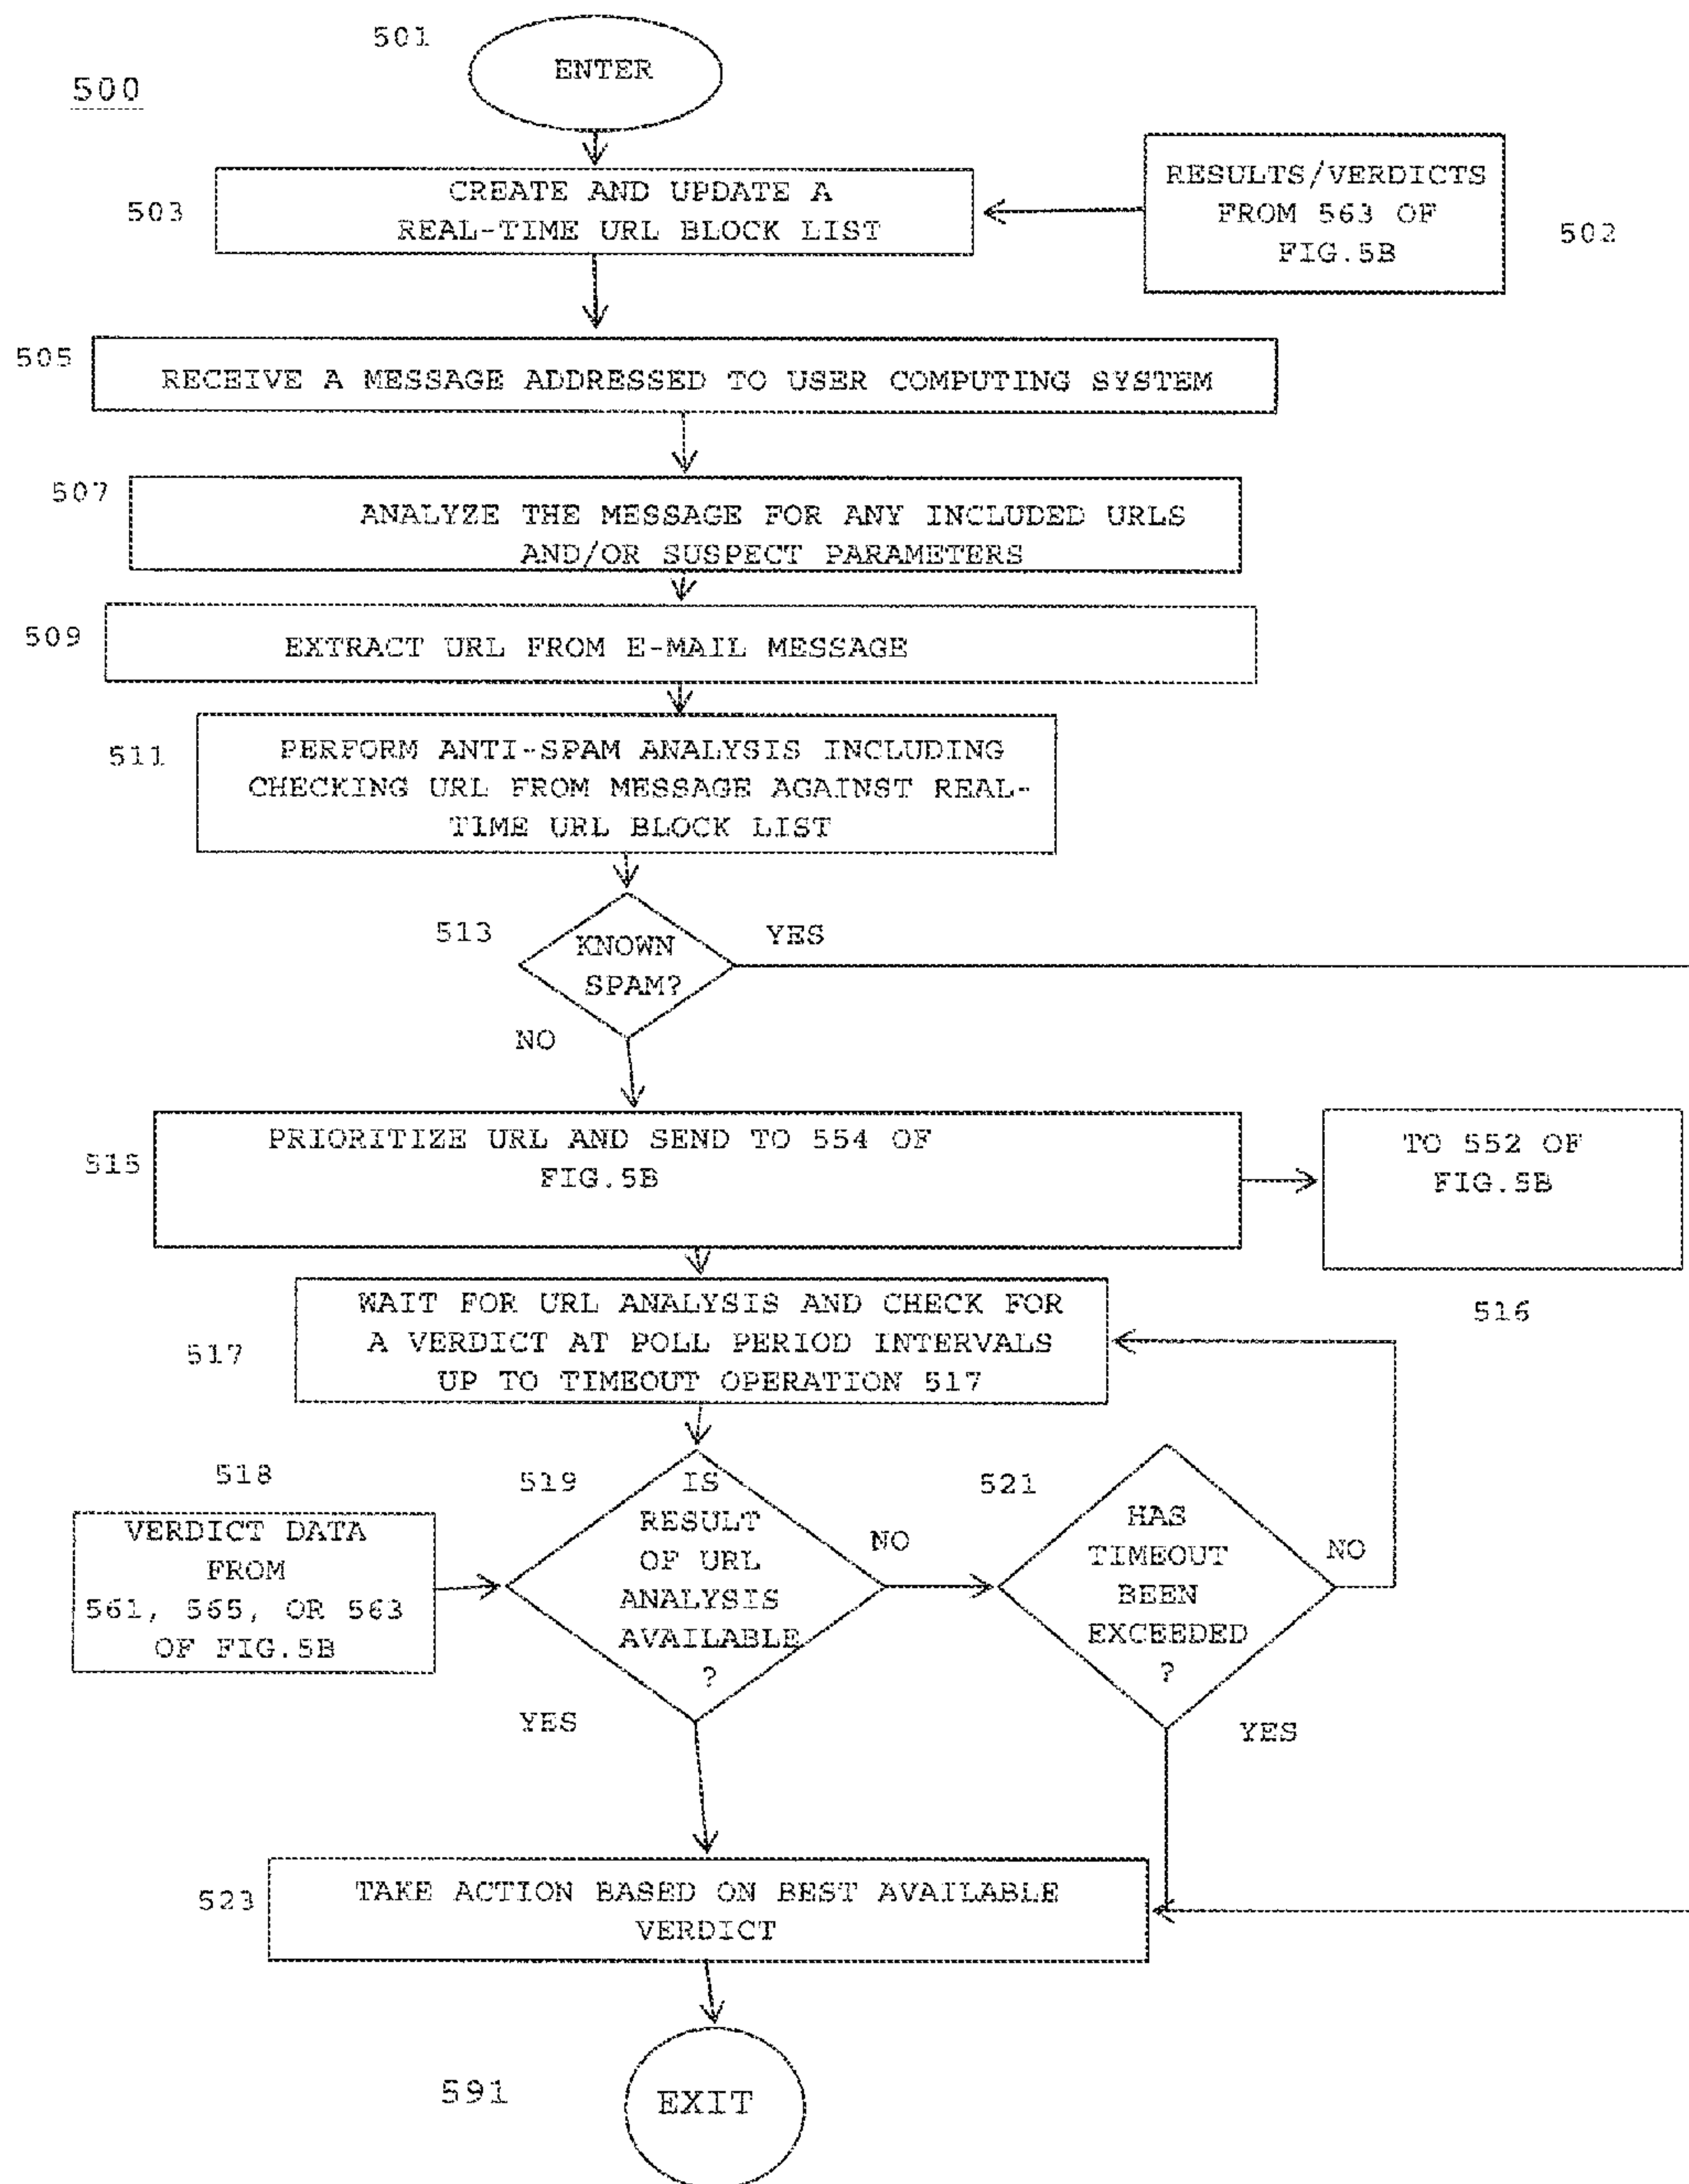 501
ENTER
500
CREATE AND UPDATE A
REAL-TIME URL BLOCK LIST
503
RESULTS/VERDICTS
FROM 563 OF
FIG.5B
502
505
RECEIVE A MESSAGE ADDRESSED TO USER COMPUTING SYSTEM
507
ANALYZE THE MESSAGE FOR ANY INCLUDED URLS
AND/OR SUSPECT PARAMETERS
509
EXTRACT URL FROM E-MAIL MESSAGE
511
PERFORM ANTI-SPAM ANALYSIS INCLUDING
CHECKING URL FROM MESSAGE AGAINST REAL-
TIME URL BLOCK LIST
513
KNOWN
SPAM?
YES
NO
515
PRIORITIZE URL AND SEND TO 554 OF
FIG.5B
TO 552 OF
FIG.5B
516
517
WAIT FOR URL ANALYSIS AND CHECK FOR
A VERDICT AT POLL PERIOD INTERVALS
UP TO TIMEOUT OPERATION 517
518
VERDICT DATA
FROM
561, 565, OR 563
OF FIG.5B
519
IS
RESULT
OF URL
ANALYSIS
AVAILABLE
?
NO
YES
521
HAS
TIMEOUT
BEEN
EXCEEDED
?
NO
YES
523
TAKE ACTION BASED ON BEST AVAILABLE
VERDICT
591
EXIT